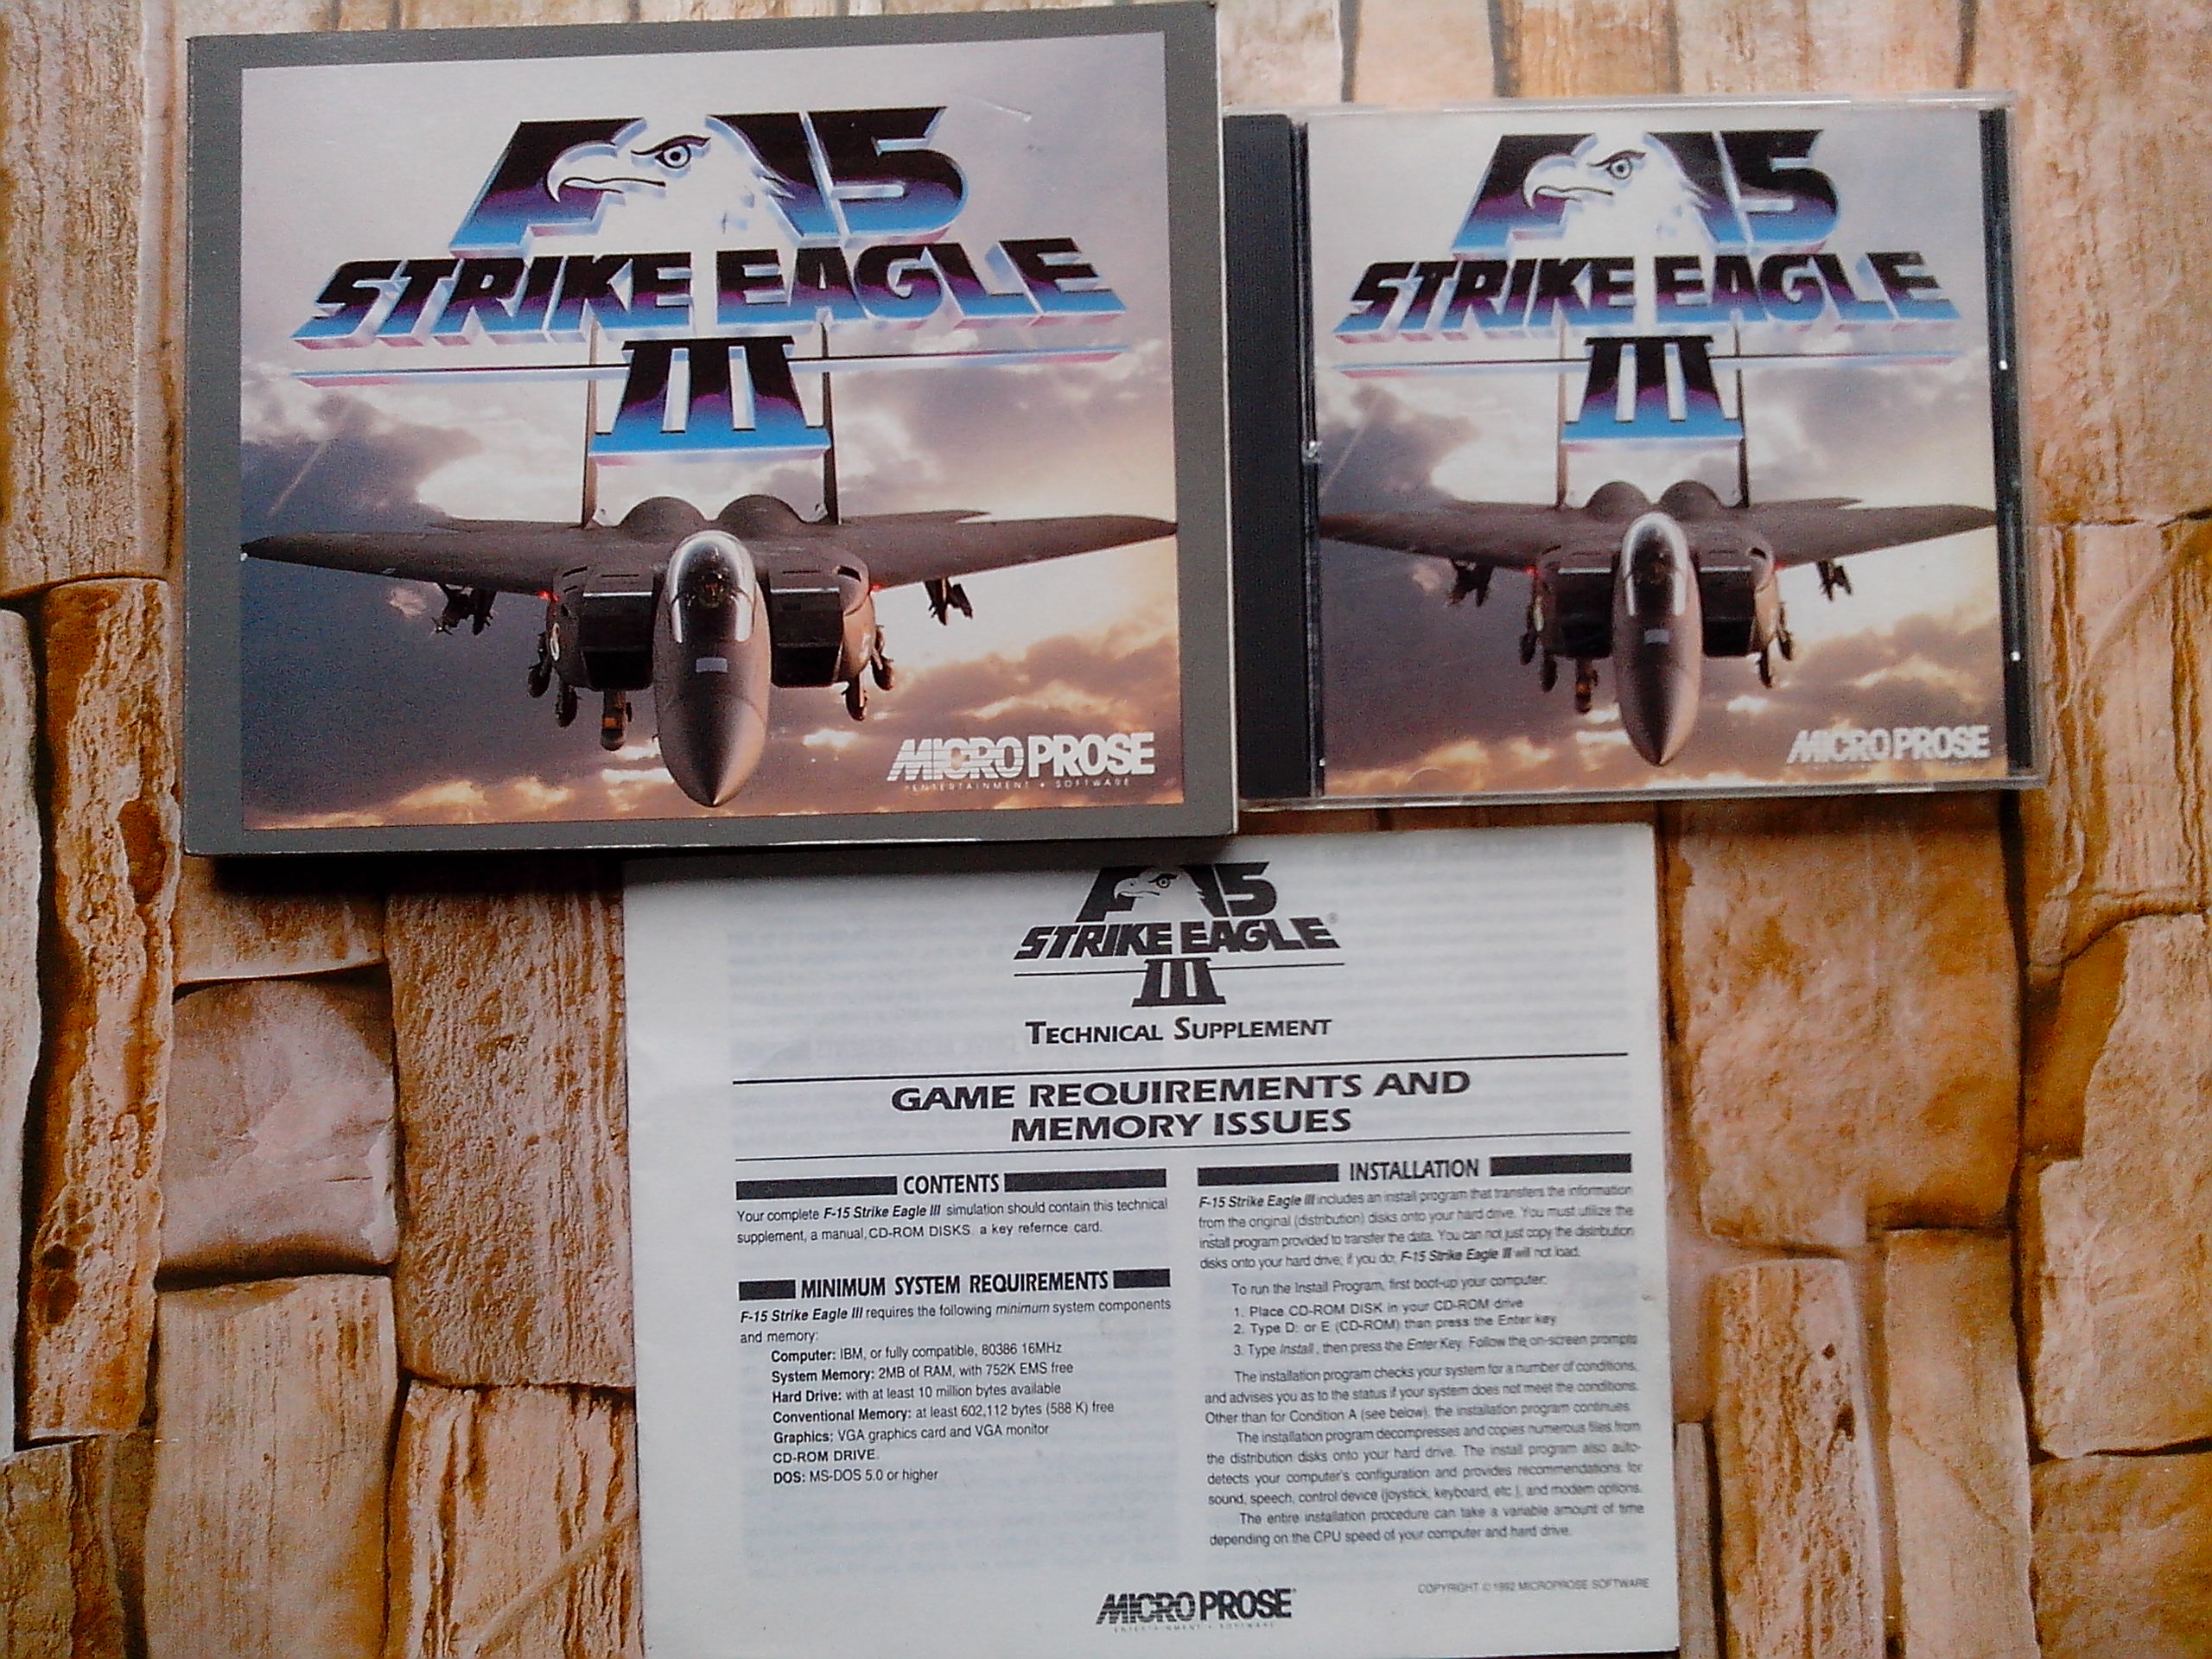 F-15
STRIKE EAGLE
III
MICROPROSE
ENTERTAINMENT • SOFTWARE
F-15
STRIKE EAGLE
III
MICROPROSE
F-15
STRIKE EAGLE®
III
TECHNICAL SUPPLEMENT
GAME REQUIREMENTS AND
MEMORY ISSUES
CONTENTS
Your complete F-15 Strike Eagle III simulation should contain this technical
supplement, a manual, CD-ROM DISKS a key refernce card.
MINIMUM SYSTEM REQUIREMENTS
F-15 Strike Eagle III requires the following minimum system components
and memory:
Computer: IBM, or fully compatible, 80386 16MHz
System Memory: 2MB of RAM, with 752K EMS free
Hard Drive: with at least 10 million bytes available
Conventional Memory: at least 602,112 bytes (588 K) free
Graphics: VGA graphics card and VGA monitor
CD-ROM DRIVE.
DOS: MS-DOS 5.0 or higher
INSTALLATION
F-15 Strike Eagle III includes an install program that transfers the information
from the original (distribution) disks onto your hard drive. You must utilize the
install program provided to transfer the data. You can not just copy the distribution
disks onto your hard drive; if you do, F-15 Strike Eagle III will not load.
To run the Install Program, first boot-up your computer:
1. Place CD-ROM DISK in your CD-ROM drive
2. Type D: or E (CD-ROM) then press the Enter key
3. Type Install, then press the Enter Key. Follow the on-screen prompts
The installation program checks your system for a number of conditions,
and advises you as to the status if your system does not meet the conditions.
Other than for Condition A (see below), the installation program continues.
The installation program decompresses and copies numerous files from
the distribution disks onto your hard drive. The install program also auto-
detects your computer's configuration and provides recommendations for
sound, speech, control device (joystick, keyboard, etc.), and modem options.
The entire installation procedure can take a variable amount of time
depending on the CPU speed of your computer and hard drive.
COPYRIGHT © 1992 MICROPROSE SOFTWARE
MICROPROSE®
ENTERTAINMENT • SOFTWARE